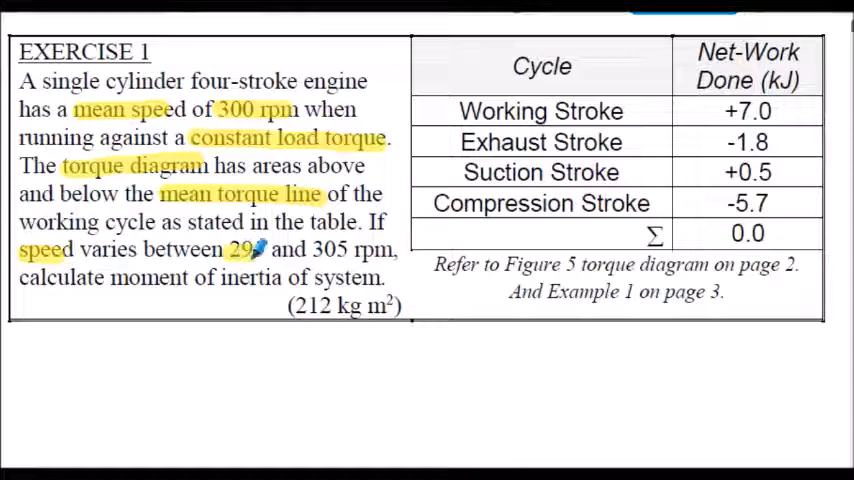 EXERCISE 1
A single cylinder four-stroke engine
has a mean speed of 300 rpm when
running against a constant load torque.
The torque diagram has areas above
and below the mean torque line of the
working cycle as stated in the table. If
speed varies between 29 and 305 rpm,
calculate moment of inertia of system.
(212 kg m²)
Cycle Net-Work Done (kJ)
Working Stroke +7.0
Exhaust Stroke -1.8
Suction Stroke +0.5
Compression Stroke -5.7
Σ 0.0
Refer to Figure 5 torque diagram on page 2.
And Example 1 on page 3.